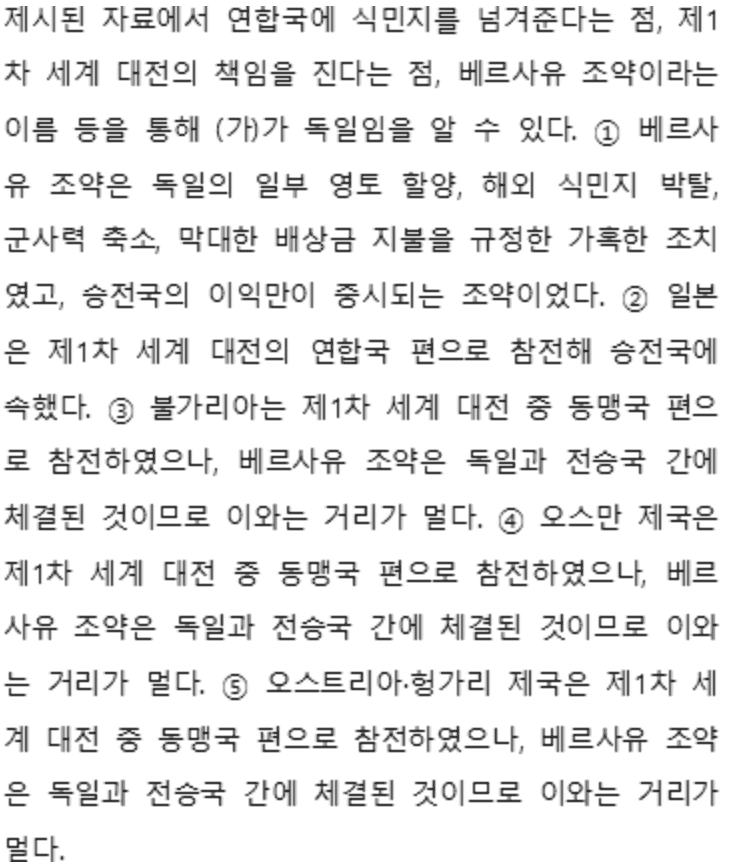 제시된 자료에서 연합국에 식민지를 넘겨준다는 점, 제1
차 세계 대전의 책임을 진다는 점, 베르사유 조약이라는
이름 등을 통해 (가)가 독일임을 알 수 있다. ① 베르사
유 조약은 독일의 일부 영토 할양, 해외 식민지 박탈,
군사력 축소, 막대한 배상금 지불을 규정한 가혹한 조치
였고, 승전국의 이익만이 중시되는 조약이었다. ② 일본
은 제1차 세계 대전의 연합국 편으로 참전해 승전국에
속했다. ③ 불가리아는 제1차 세계 대전 중 동맹국 편으
로 참전하였으나, 베르사유 조약은 독일과 전승국 간에
체결된 것이므로 이와는 거리가 멀다. ④ 오스만 제국은
제1차 세계 대전 중 동맹국 편으로 참전하였으나, 베르
사유 조약은 독일과 전승국 간에 체결된 것이므로 이와
는 거리가 멀다. ⑤ 오스트리아·헝가리 제국은 제1차 세
계 대전 중 동맹국 편으로 참전하였으나, 베르사유 조약
은 독일과 전승국 간에 체결된 것이므로 이와는 거리가
멀다.